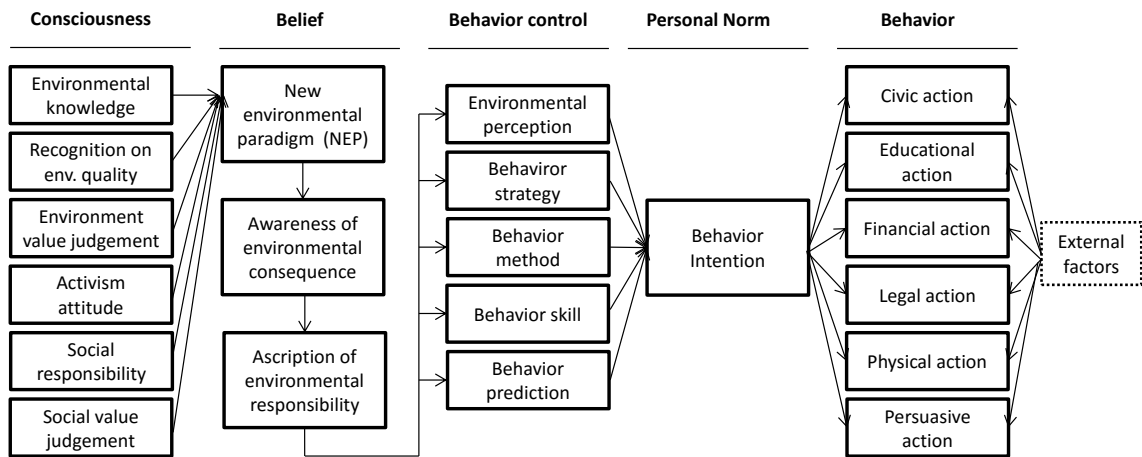 Consciousness
Belief
Behavior control
Personal Norm
Behavior
Environmental
knowledge
Recognition on
env. quality
Environment
value judgement
Activism
attitude
Social
responsibility
Social value
judgement
New
environmental
paradigm (NEP)
Awareness of
environmental
consequence
Ascription of
environmental
responsibility
Environmental
perception
Behaviror
strategy
Behavior
method
Behavior skill
Behavior
prediction
Behavior
Intention
Civic action
Educational
action
Financial action
Legal action
Physical action
Persuasive
action
External
factors